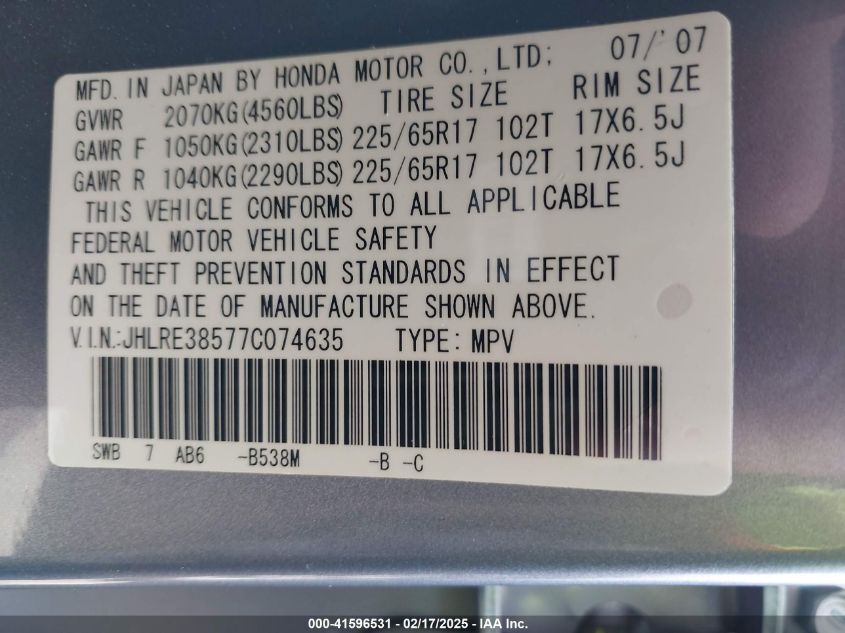 MFD. IN JAPAN BY HONDA MOTOR CO., LTD; 07/'07
GVWR 2070KG(4560LBS) TIRE SIZE RIM SIZE
GAWR F 1050KG(2310LBS) 225/65R17 102T 17X6.5J
GAWR R 1040KG(2290LBS) 225/65R17 102T 17X6.5J
THIS VEHICLE CONFORMS TO ALL APPLICABLE
FEDERAL MOTOR VEHICLE SAFETY
AND THEFT PREVENTION STANDARDS IN EFFECT
ON THE DATE OF MANUFACTURE SHOWN ABOVE.
V.I.N.:JHLRE38577C074635 TYPE: MPV
SWB 7 AB6 -B538M -B -C
000-41596531 / 02/17/2025 - IAA Inc.